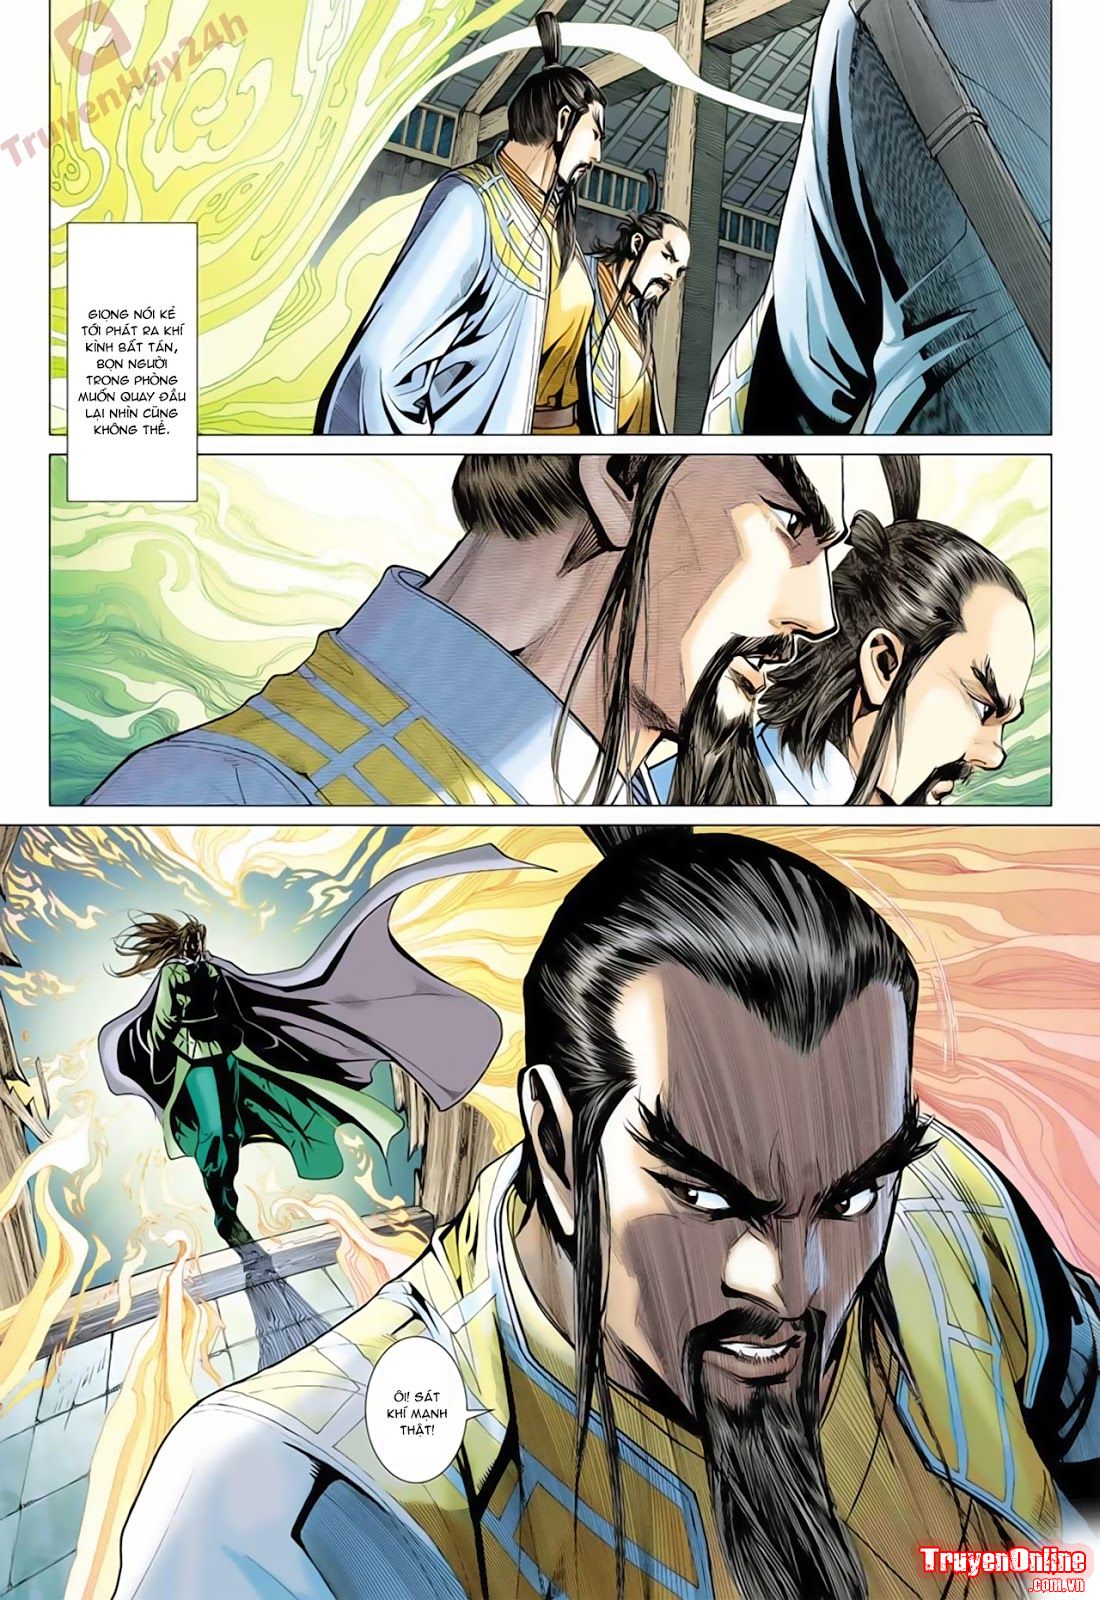 TruyenHay24h
GIỌNG NÓI KẺ
TỚI PHÁT RA KHÍ
KÌNH BẤT TÁN,
BỌN NGƯỜI
TRONG PHÒNG
MUỐN QUAY ĐẦU
LẠI NHÌN CŨNG
KHÔNG THỂ.
ÔI! SÁT
KHÍ MẠNH
THẬT!
TRUYENONLINE
.com.vn